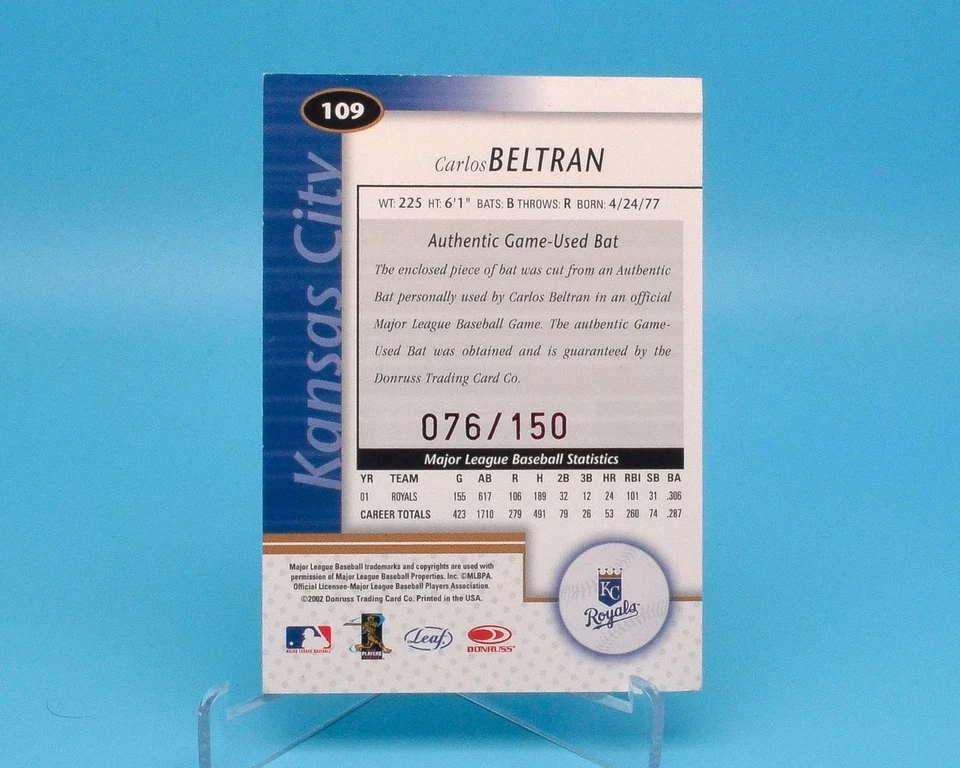 109
Carlos BELTRAN
WT: 225 HT: 6'1" BATS: B THROWS: R BORN: 4/24/77
Kansas City
Authentic Game-Used Bat
The enclosed piece of bat was cut from an Authentic
Bat personally used by Carlos Beltran in an official
Major League Baseball Game. The authentic Game-
Used Bat was obtained and is guaranteed by the
Donruss Trading Card Co.
076/150
Major League Baseball Statistics
YR TEAM G AB R H 2B 3B HR RBI SB BA
01 ROYALS 155 617 106 189 32 12 24 101 31 .306
CAREER TOTALS 423 1710 279 491 79 26 53 260 74 .287
Major League Baseball trademarks and copyrights are used with
permission of Major League Baseball Properties, Inc. ©MLBPA.
Official Licensee-Major League Baseball Players Association.
©2002 Donruss Trading Card Co. Printed in the USA.
KC
Royals
MAJOR LEAGUE BASEBALL
PLAYERS
Leaf
DONRUSS